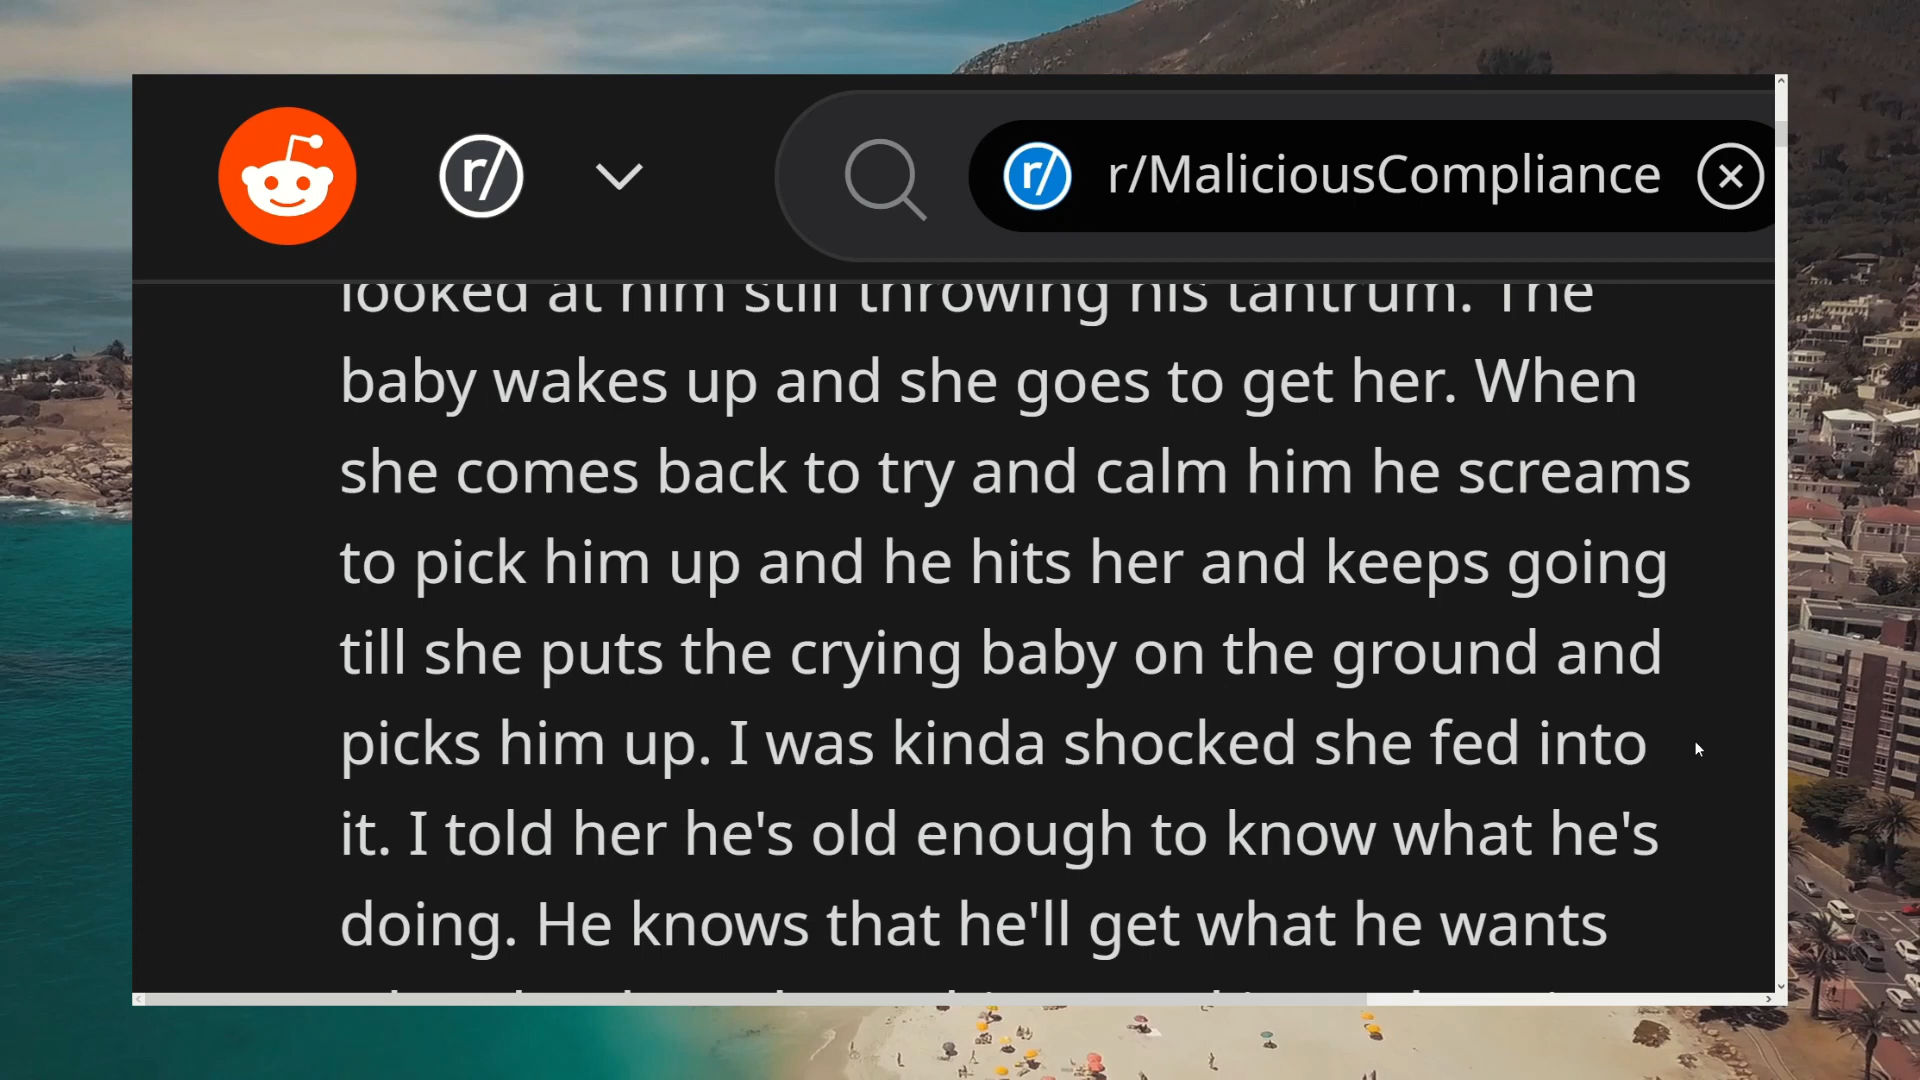 r/
r/ r/MaliciousCompliance
looked at him still throwing his tantrum. The
baby wakes up and she goes to get her. When
she comes back to try and calm him he screams
to pick him up and he hits her and keeps going
till she puts the crying baby on the ground and
picks him up. I was kinda shocked she fed into
it. I told her he's old enough to know what he's
doing. He knows that he'll get what he wants